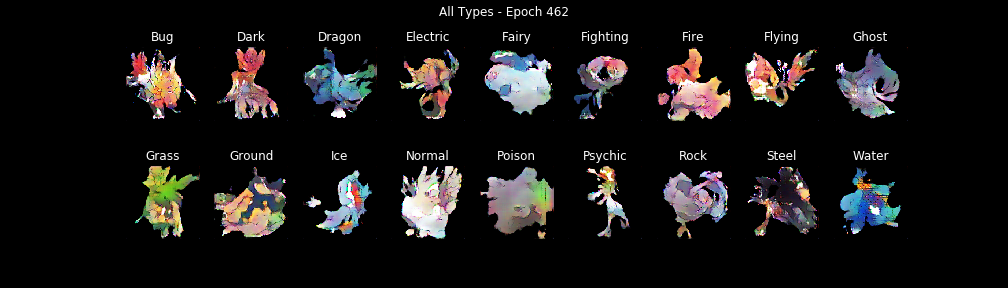 All Types - Epoch 462
Bug Dark Dragon Electric Fairy Fighting Fire Flying Ghost
Grass Ground Ice Normal Poison Psychic Rock Steel Water